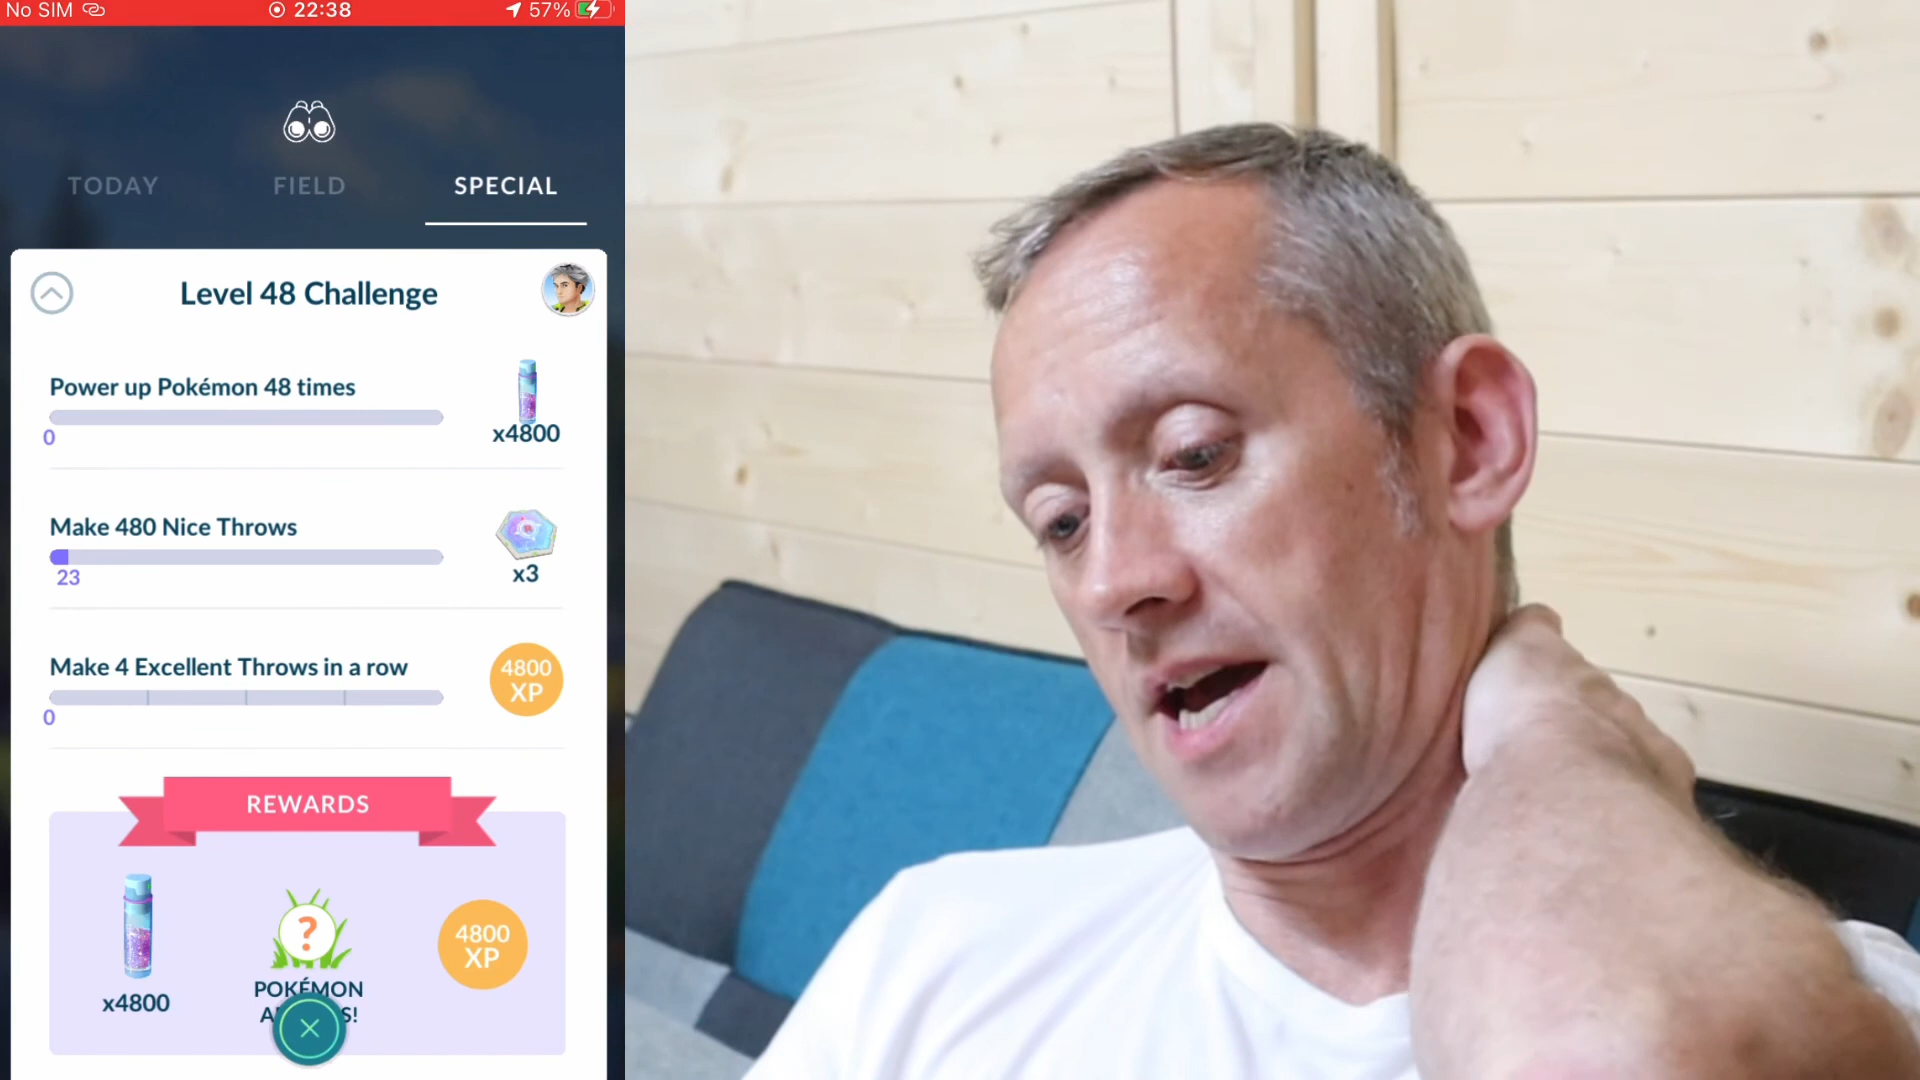 No SIM
22:38
57%
TODAY
FIELD
SPECIAL
Level 48 Challenge
Power up Pokémon 48 times
0
x4800
Make 480 Nice Throws
23
x3
Make 4 Excellent Throws in a row
0
4800
XP
REWARDS
x4800
POKÉMON
4800
XP